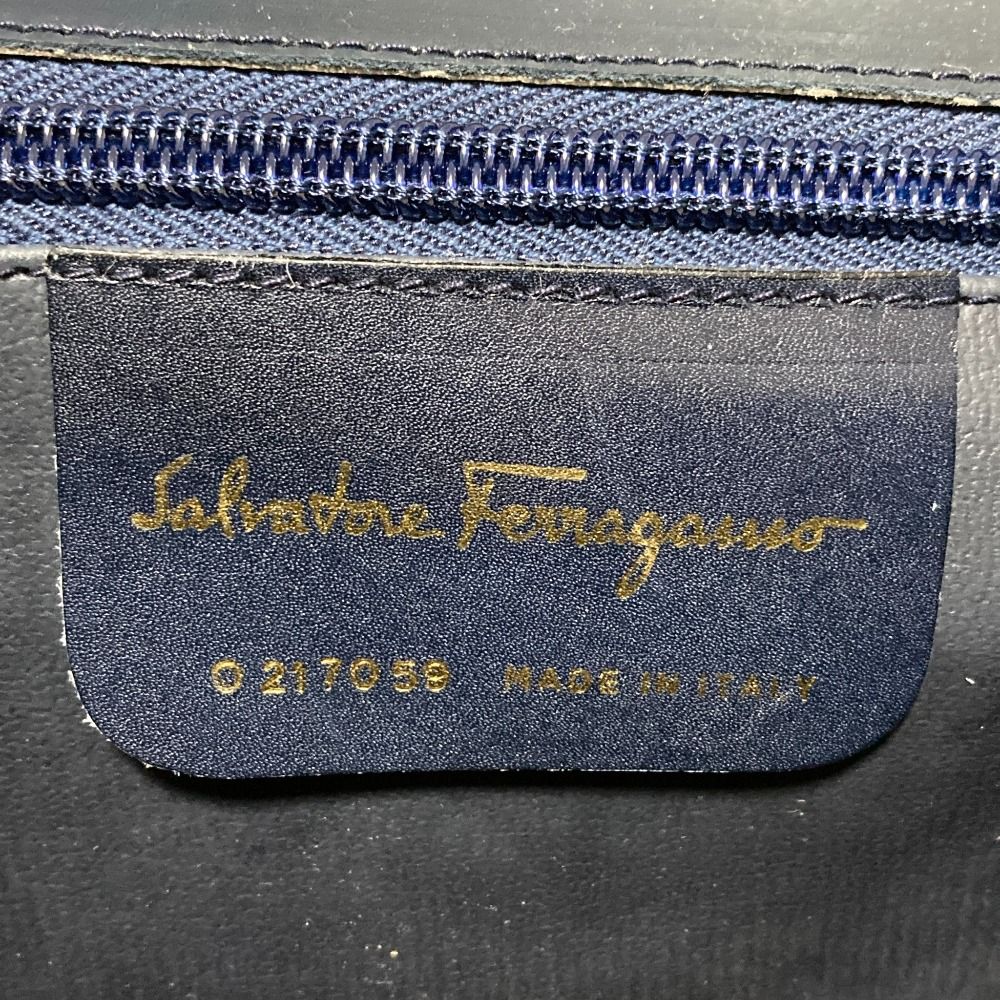 Salvatore Ferragamo
O 217059 MADE IN ITALY